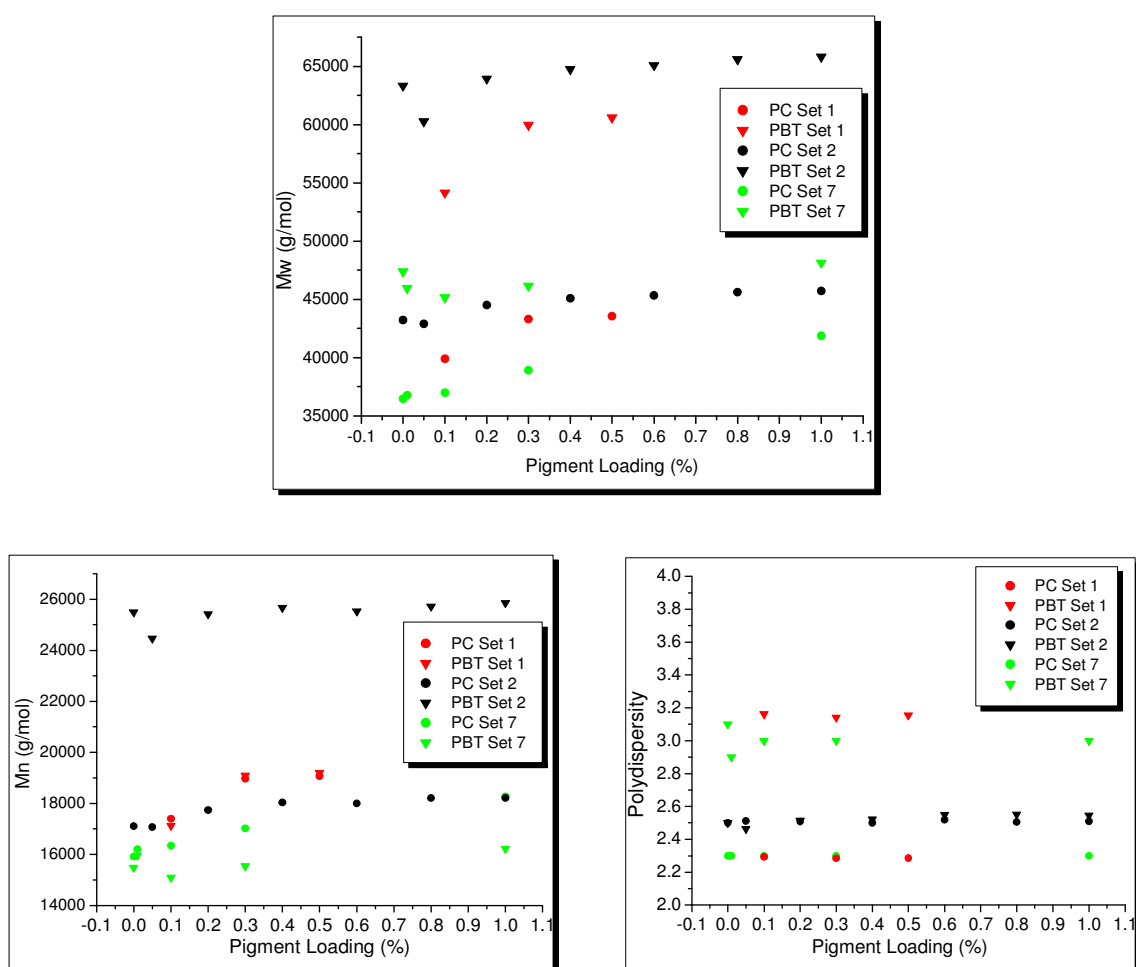 65000
60000
55000
50000
45000
40000
35000
Mw (g/mol)
-0.1 0.0 0.1 0.2 0.3 0.4 0.5 0.6 0.7 0.8 0.9 1.0 1.1
Pigment Loading (%)
PC Set 1
PBT Set 1
PC Set 2
PBT Set 2
PC Set 7
PBT Set 7
26000
24000
22000
20000
18000
16000
14000
Mn (g/mol)
-0.1 0.0 0.1 0.2 0.3 0.4 0.5 0.6 0.7 0.8 0.9 1.0 1.1
Pigment Loading (%)
PC Set 1
PBT Set 1
PC Set 2
PBT Set 2
PC Set 7
PBT Set 7
4.0
3.8
3.6
3.4
3.2
3.0
2.8
2.6
2.4
2.2
2.0
Polydispersity
-0.1 0.0 0.1 0.2 0.3 0.4 0.5 0.6 0.7 0.8 0.9 1.0 1.1
Pigment Loading (%)
PC Set 1
PBT Set 1
PC Set 2
PBT Set 2
PC Set 7
PBT Set 7